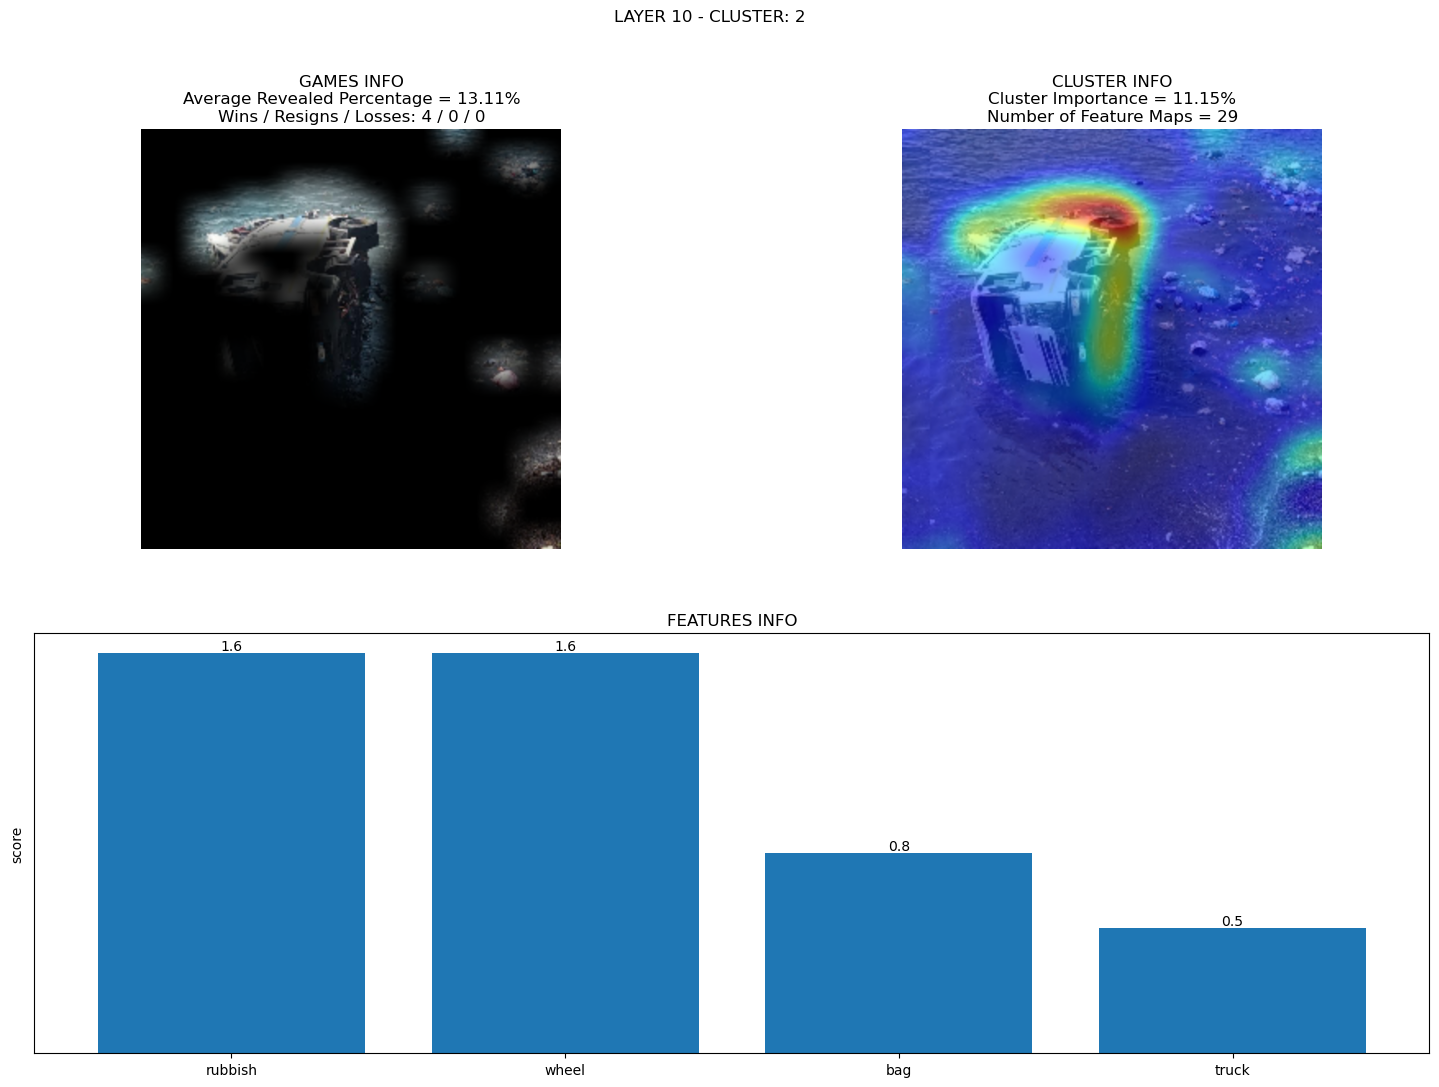 LAYER 10 - CLUSTER: 2
GAMES INFO
Average Revealed Percentage = 13.11%
Wins / Resigns / Losses: 4 / 0 / 0
CLUSTER INFO
Cluster Importance = 11.15%
Number of Feature Maps = 29
FEATURES INFO
score
1.6
1.6
0.8
0.5
rubbish
wheel
bag
truck